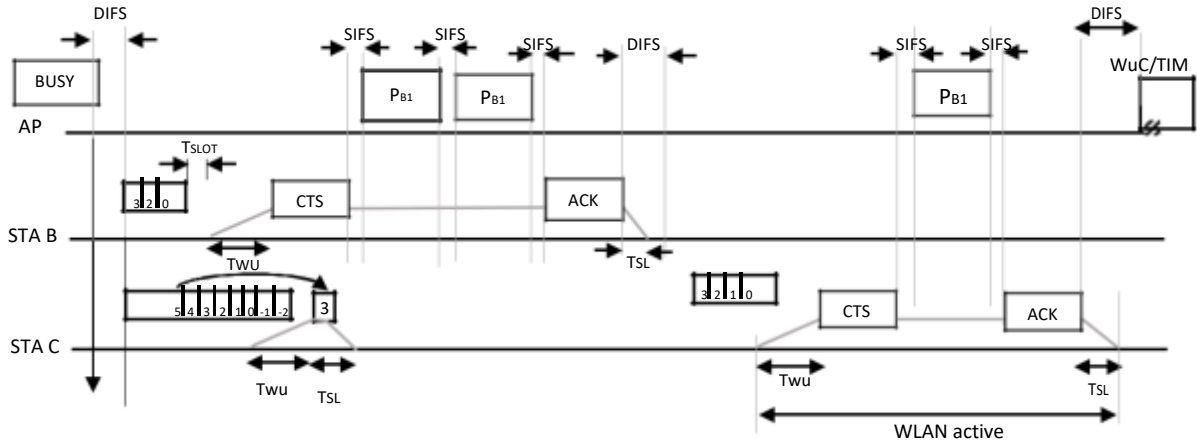 DIFS
DIFS
SIFS
SIFS
SIFS
DIFS
SIFS
SIFS
WuC/TIM
BUSY
PB1
PB1
PB1
AP
TSLOT
CTS
ACK
3 2 0
STA B
TWU
TSL
5 4 3 2 1 0 -1 -2
3
3 2 1 0
CTS
ACK
STA C
Twu
TSL
Twu
TSL
WLAN active